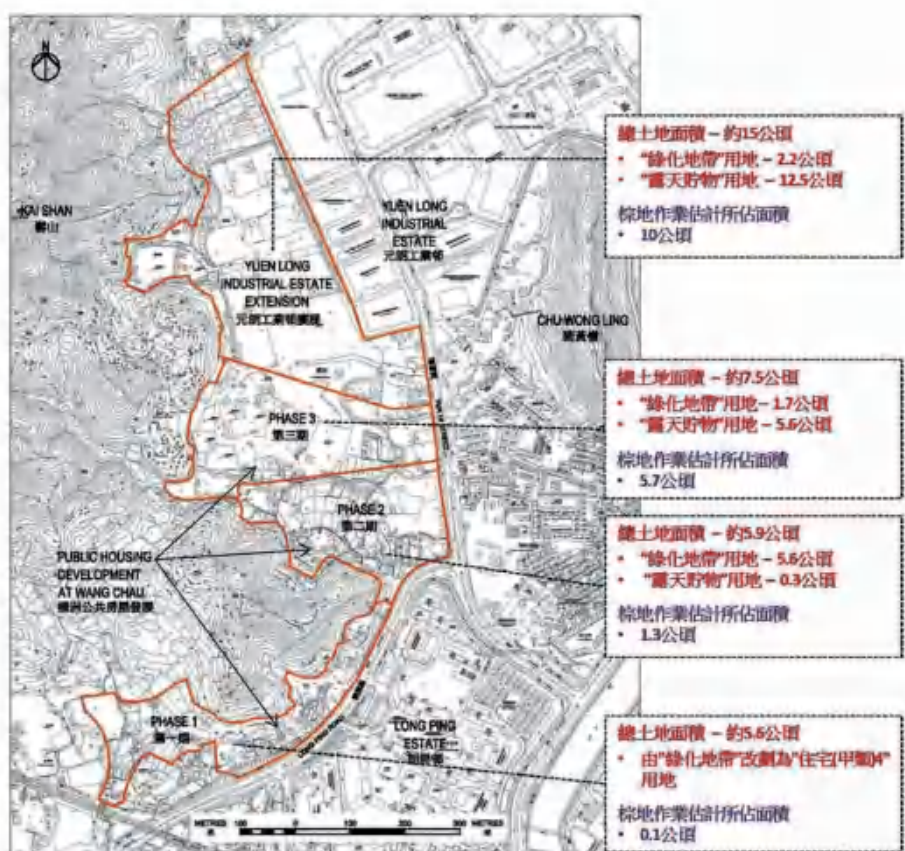 N
KAI SHAN
雞山
YUEN LONG
INDUSTRIAL
ESTATE
元朗工業邨
YUEN LONG
INDUSTRIAL ESTATE
EXTENSION
元朗工業邨擴展
CHU WONG LING
PHASE 3
第三期
PHASE 2
第二期
PUBLIC HOUSING
DEVELOPMENT
AT WANG CHAU
橫洲公共房屋發展
PHASE 1
第一期
LONG PING ROAD
LONG PING
ESTATE
朗屏邨
METRES
米
100
0
100
200
300
METRES
米
總土地面積 – 約15公頃
• "綠化地帶"用地 – 2.2公頃
• "露天貯物"用地 – 12.5公頃
棕地作業估計所佔面積
• 10公頃
總土地面積 – 約7.5公頃
• "綠化地帶"用地 – 1.7公頃
• "露天貯物"用地 – 5.6公頃
棕地作業估計所佔面積
• 5.7公頃
總土地面積 – 約5.9公頃
• "綠化地帶"用地 – 5.6公頃
• "露天貯物"用地 – 0.3公頃
棕地作業估計所佔面積
• 1.3公頃
總土地面積 – 約5.6公頃
• 由"綠化地帶"改劃為"住宅(甲類)4"
用地
棕地作業估計所佔面積
• 0.1公頃